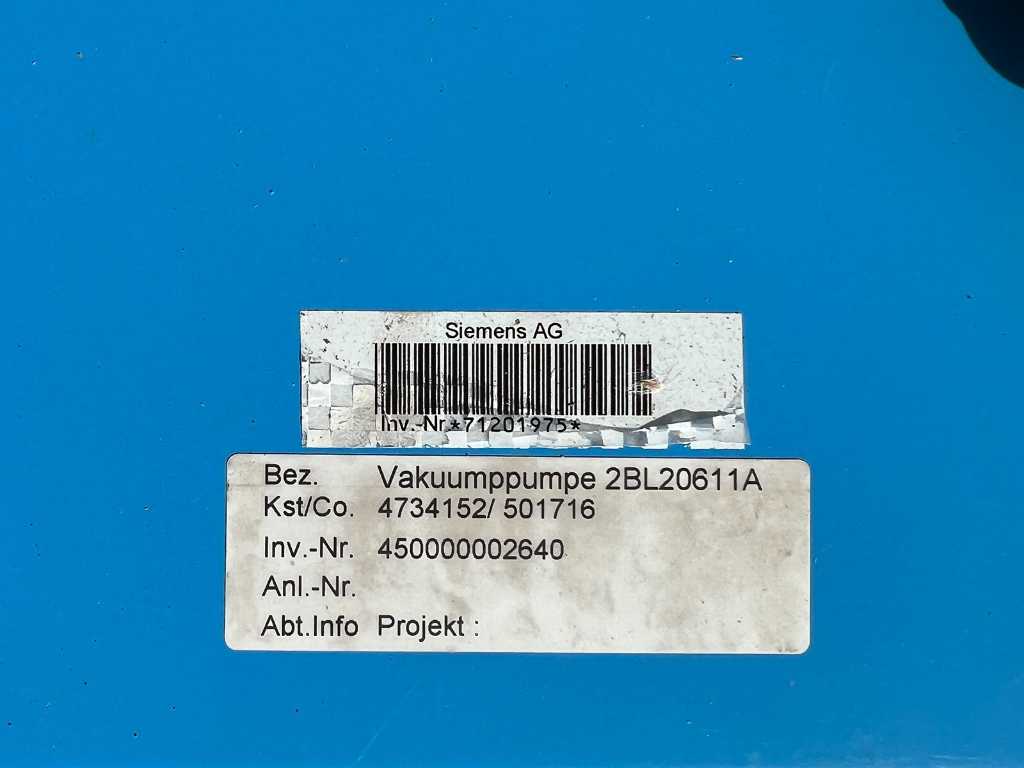 Siemens AG
Inv.-Nr.*71201975*
Bez. Vakuumppumpe 2BL20611A
Kst/Co. 4734152/ 501716
Inv.-Nr. 450000002640
Anl.-Nr.
Abt.Info Projekt :